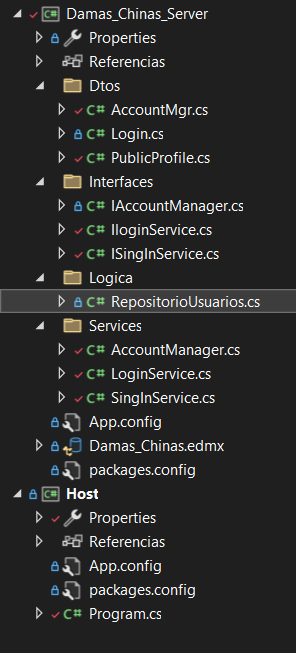 Damas_Chinas_Server
Properties
Referencias
Dtos
C# AccountMgr.cs
C# Login.cs
C# PublicProfile.cs
Interfaces
C# IAccountManager.cs
C# IloginService.cs
C# ISingInService.cs
Logica
C# RepositorioUsuarios.cs
Services
C# AccountManager.cs
C# LoginService.cs
C# SingInService.cs
App.config
Damas_Chinas.edmx
packages.config
C# Host
Properties
Referencias
App.config
packages.config
C# Program.cs